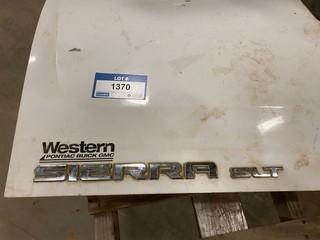 LOT #
1370
Western
PONTIAC BUICK GMC
SIERRA SLT